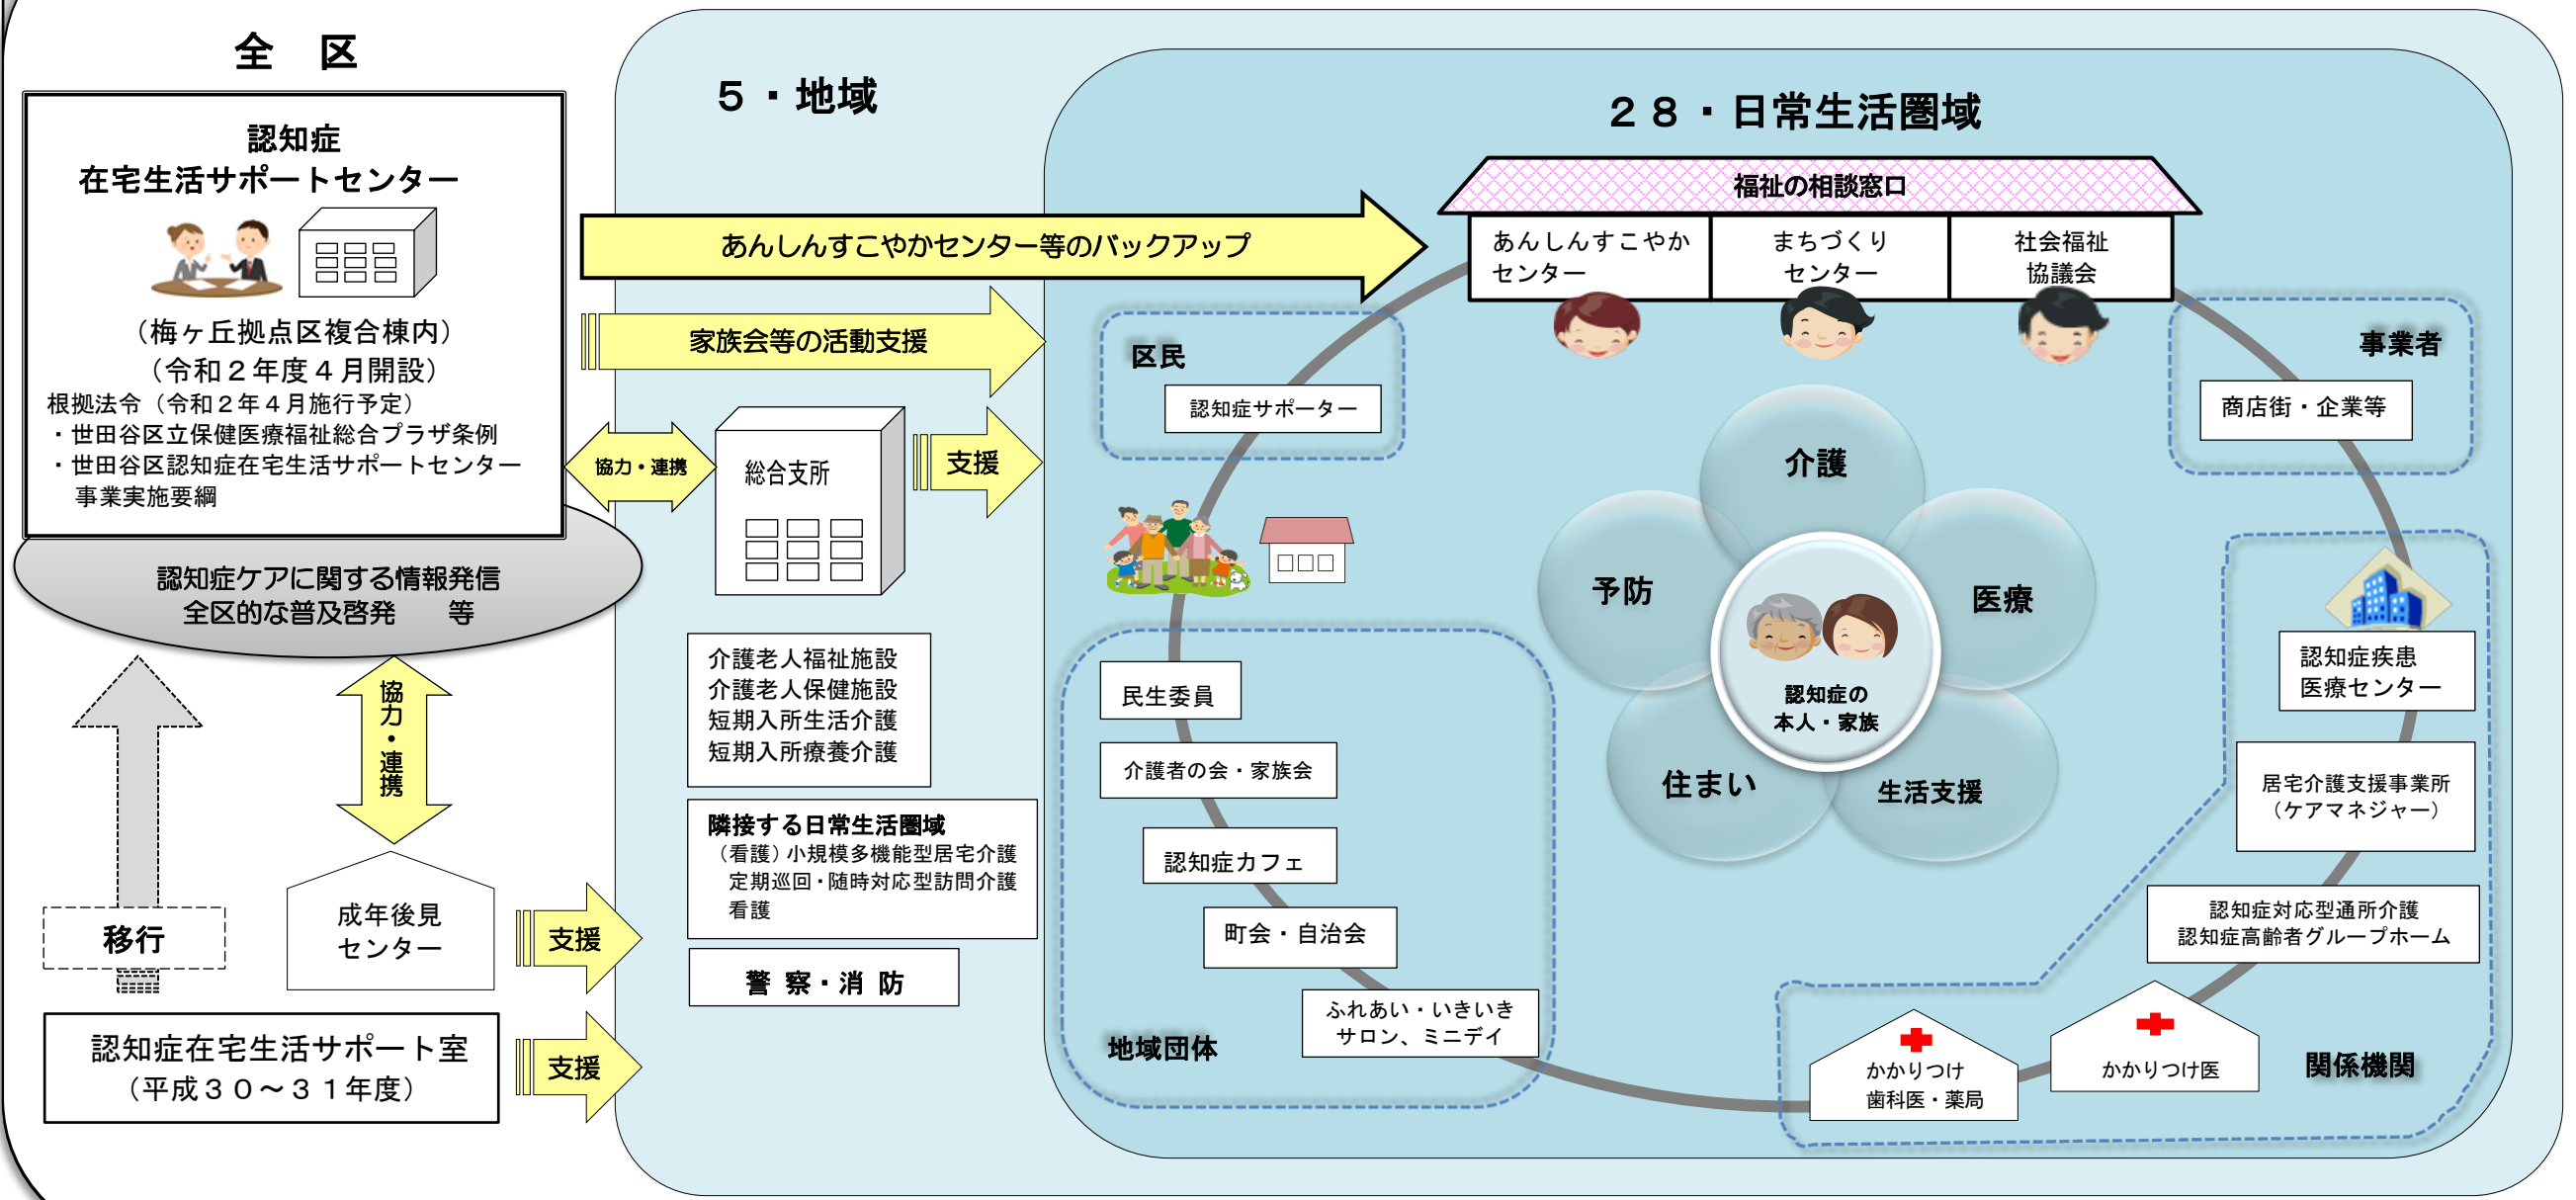 全　区
認知症
在宅生活サポートセンター
（梅ヶ丘拠点区複合棟内）
（令和２年度４月開設）
根拠法令（令和２年４月施行予定）
・世田谷区立保健医療福祉総合プラザ条例
・世田谷区認知症在宅生活サポートセンター
事業実施要綱
認知症ケアに関する情報発信
全区的な普及啓発　　等
協力・連携
移行
成年後見
センター
支援
認知症在宅生活サポート室
（平成３０～３１年度）
支援
５・地域
あんしんすこやかセンター等のバックアップ
家族会等の活動支援
協力・連携
総合支所
支援
介護老人福祉施設
介護老人保健施設
短期入所生活介護
短期入所療養介護
隣接する日常生活圏域
（看護）小規模多機能型居宅介護
定期巡回・随時対応型訪問介護
看護
警察・消防
２８・日常生活圏域
福祉の相談窓口
あんしんすこやか
センター
まちづくり
センター
社会福祉
協議会
区民
認知症サポーター
事業者
商店街・企業等
介護
予防
医療
認知症の
本人・家族
住まい
生活支援
民生委員
介護者の会・家族会
認知症カフェ
町会・自治会
ふれあい・いきいき
サロン、ミニデイ
地域団体
認知症疾患
医療センター
居宅介護支援事業所
（ケアマネジャー）
認知症対応型通所介護
認知症高齢者グループホーム
かかりつけ医
かかりつけ
歯科医・薬局
関係機関